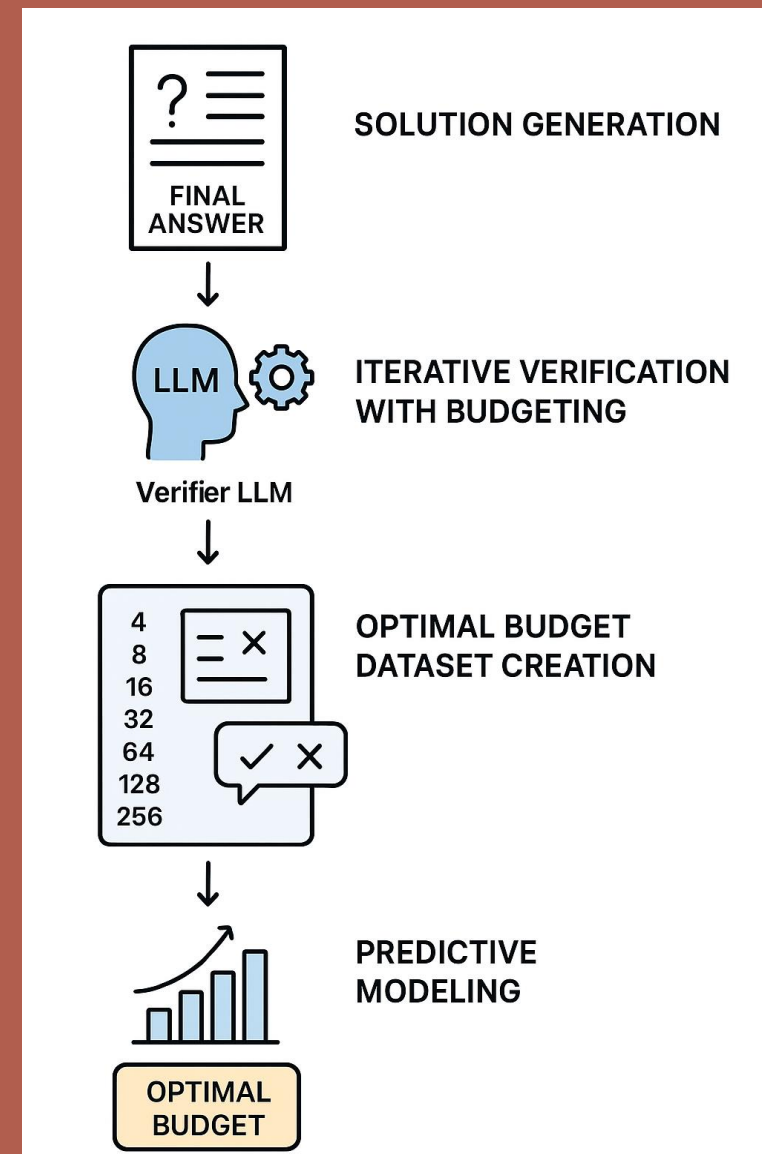 ?
FINAL
ANSWER
SOLUTION GENERATION
LLM
Verifier LLM
ITERATIVE VERIFICATION
WITH BUDGETING
4
8
16
32
64
128
256
OPTIMAL BUDGET
DATASET CREATION
PREDICTIVE
MODELING
OPTIMAL
BUDGET